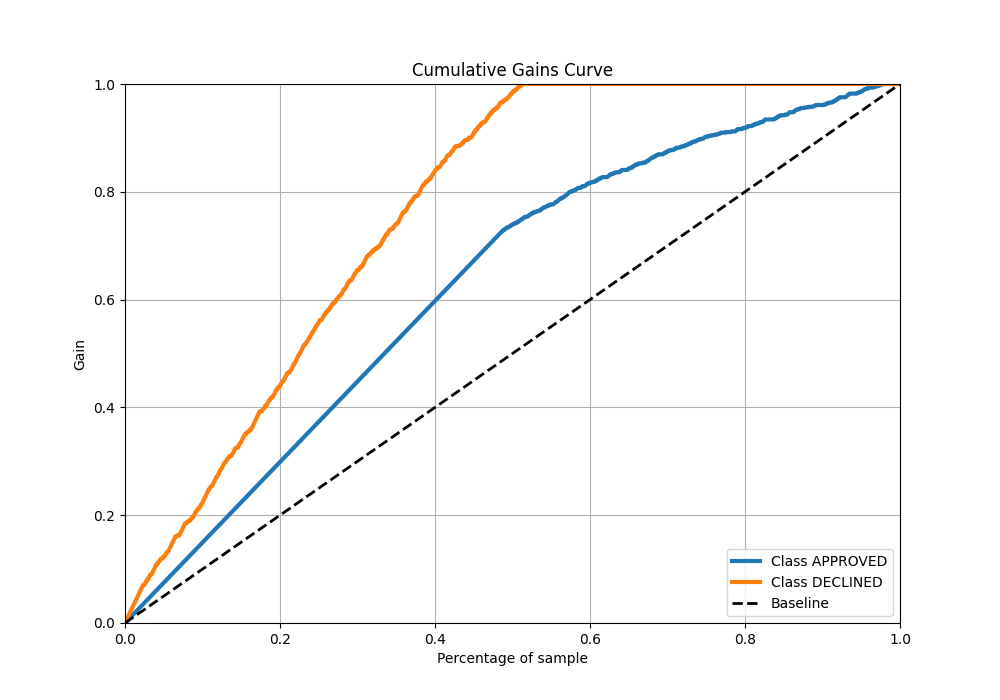 Cumulative Gains Curve
Gain
1.0
0.8
0.6
0.4
0.2
0.0
0.0 0.2 0.4 0.6 0.8 1.0
Percentage of sample
Class APPROVED
Class DECLINED
Baseline